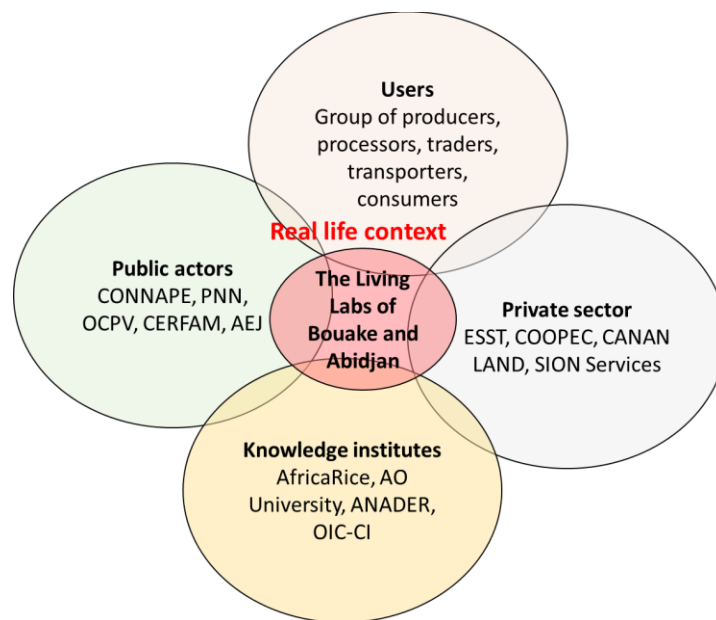 Users
Group of producers,
processors, traders,
transporters,
consumers
Real life context
Public actors
CONNAPE, PNN,
OCPV, CERFAM, AEJ
The Living
Labs of
Bouake and
Abidjan
Private sector
ESST, COOPEC, CANAN
LAND, SION Services
Knowledge institutes
AfricaRice, AO
University, ANADER,
OIC-CI